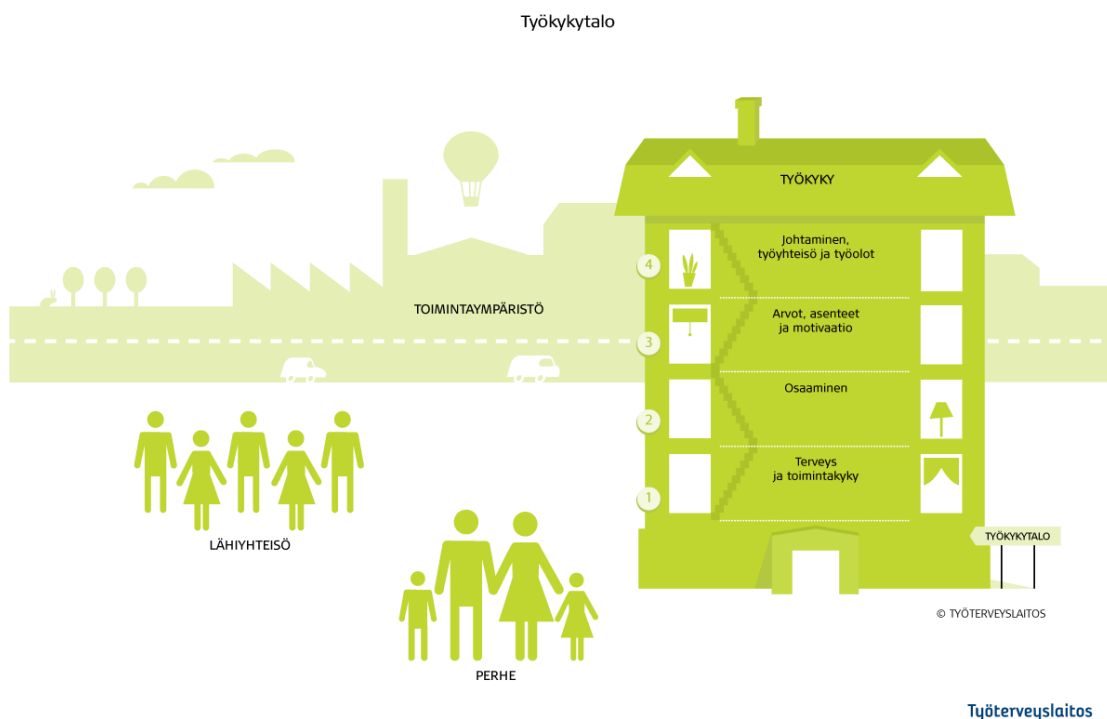 Työkykytalo
TYÖKYKY
4
Johtaminen,
työyhteisö ja työolot
3
Arvot, asenteet
ja motivaatio
2
Osaaminen
1
Terveys
ja toimintakyky
TOIMINTAYMPÄRISTÖ
LÄHIYHTEISÖ
PERHE
TYÖKYKYTALO
© TYÖTERVEYSLAITOS
Työterveyslaitos